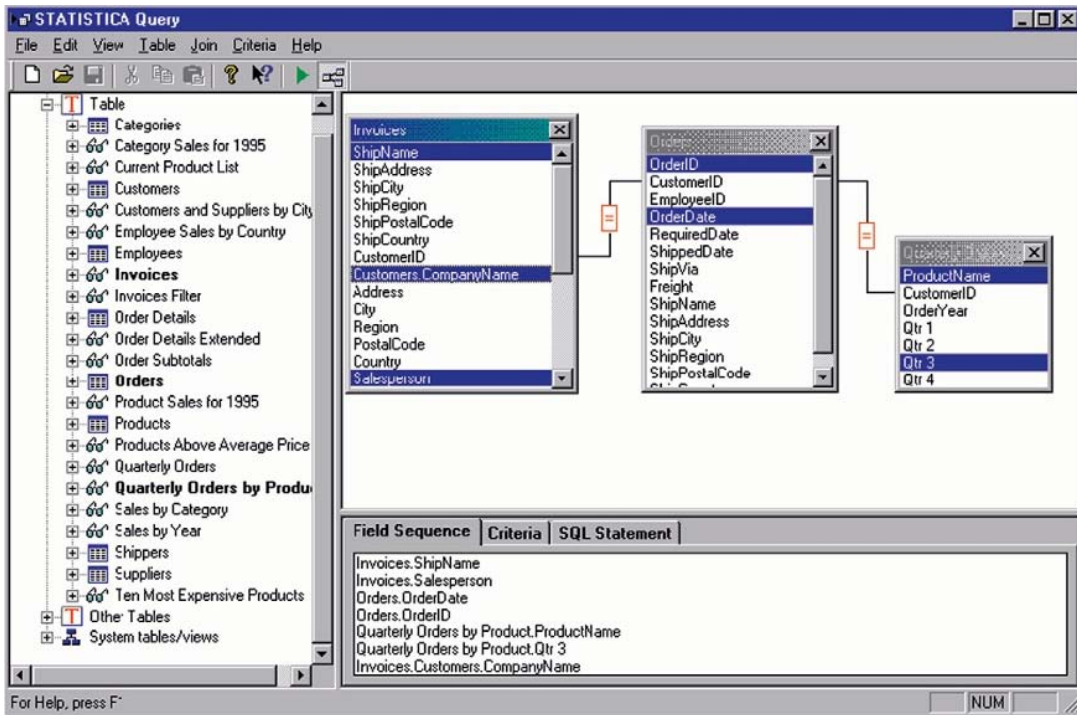 STATISTICA Query
File Edit View Table Join Criteria Help
Table
Categories
Category Sales for 1995
Current Product List
Customers
Customers and Suppliers by City
Employee Sales by Country
Employees
Invoices
Invoices Filter
Order Details
Order Details Extended
Order Subtotals
Orders
Product Sales for 1995
Products
Products Above Average Price
Quarterly Orders
Quarterly Orders by Produ
Sales by Category
Sales by Year
Shippers
Suppliers
Ten Most Expensive Products
Other Tables
System tables/views
Invoices
ShipName
ShipAddress
ShipCity
ShipRegion
ShipPostalCode
ShipCountry
CustomerID
Customers.CompanyName
Address
City
Region
PostalCode
Country
Salesperson
Orders
OrderID
CustomerID
EmployeeID
OrderDate
RequiredDate
ShippedDate
ShipVia
Freight
ShipName
ShipAddress
ShipCity
ShipRegion
ShipPostalCode
ProductName
CustomerID
OrderYear
Qtr 1
Qtr 2
Qtr 3
Qtr 4
Field Sequence Criteria SQL Statement
Invoices.ShipName
Invoices.Salesperson
Orders.OrderDate
Orders.OrderID
Quarterly Orders by Product.ProductName
Quarterly Orders by Product.Qtr 3
Invoices.Customers.CompanyName
For Help, press F1
NUM